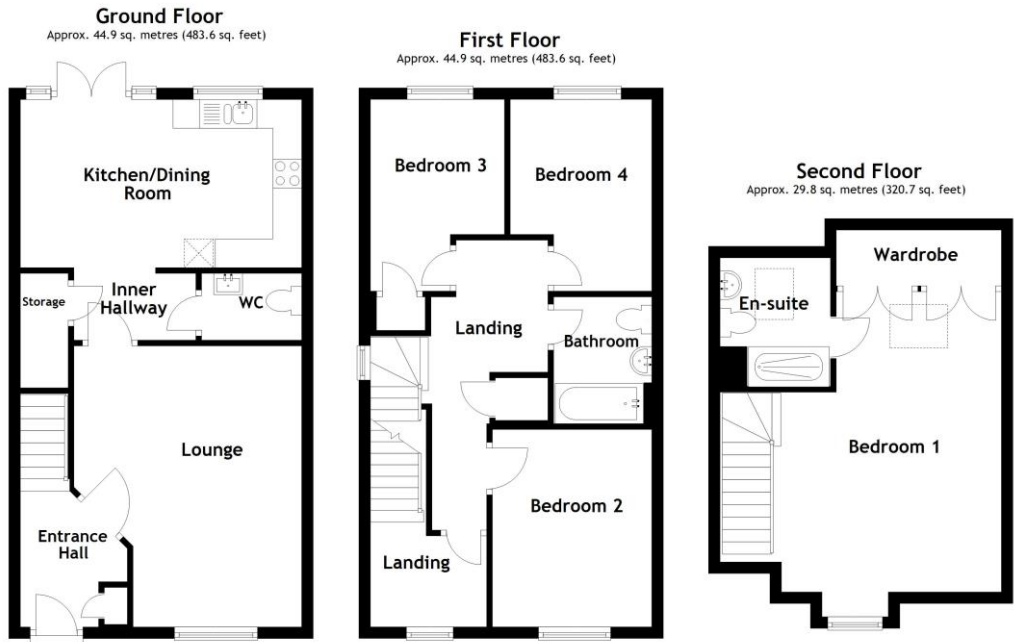 Ground Floor
Approx. 44.9 sq. metres (483.6 sq. feet)
Kitchen/Dining
Room
Storage
Inner
Hallway
WC
Lounge
Entrance
Hall
First Floor
Approx. 44.9 sq. metres (483.6 sq. feet)
Bedroom 3
Bedroom 4
Landing
Bathroom
Bedroom 2
Landing
Second Floor
Approx. 29.8 sq. metres (320.7 sq. feet)
Wardrobe
En-suite
Bedroom 1